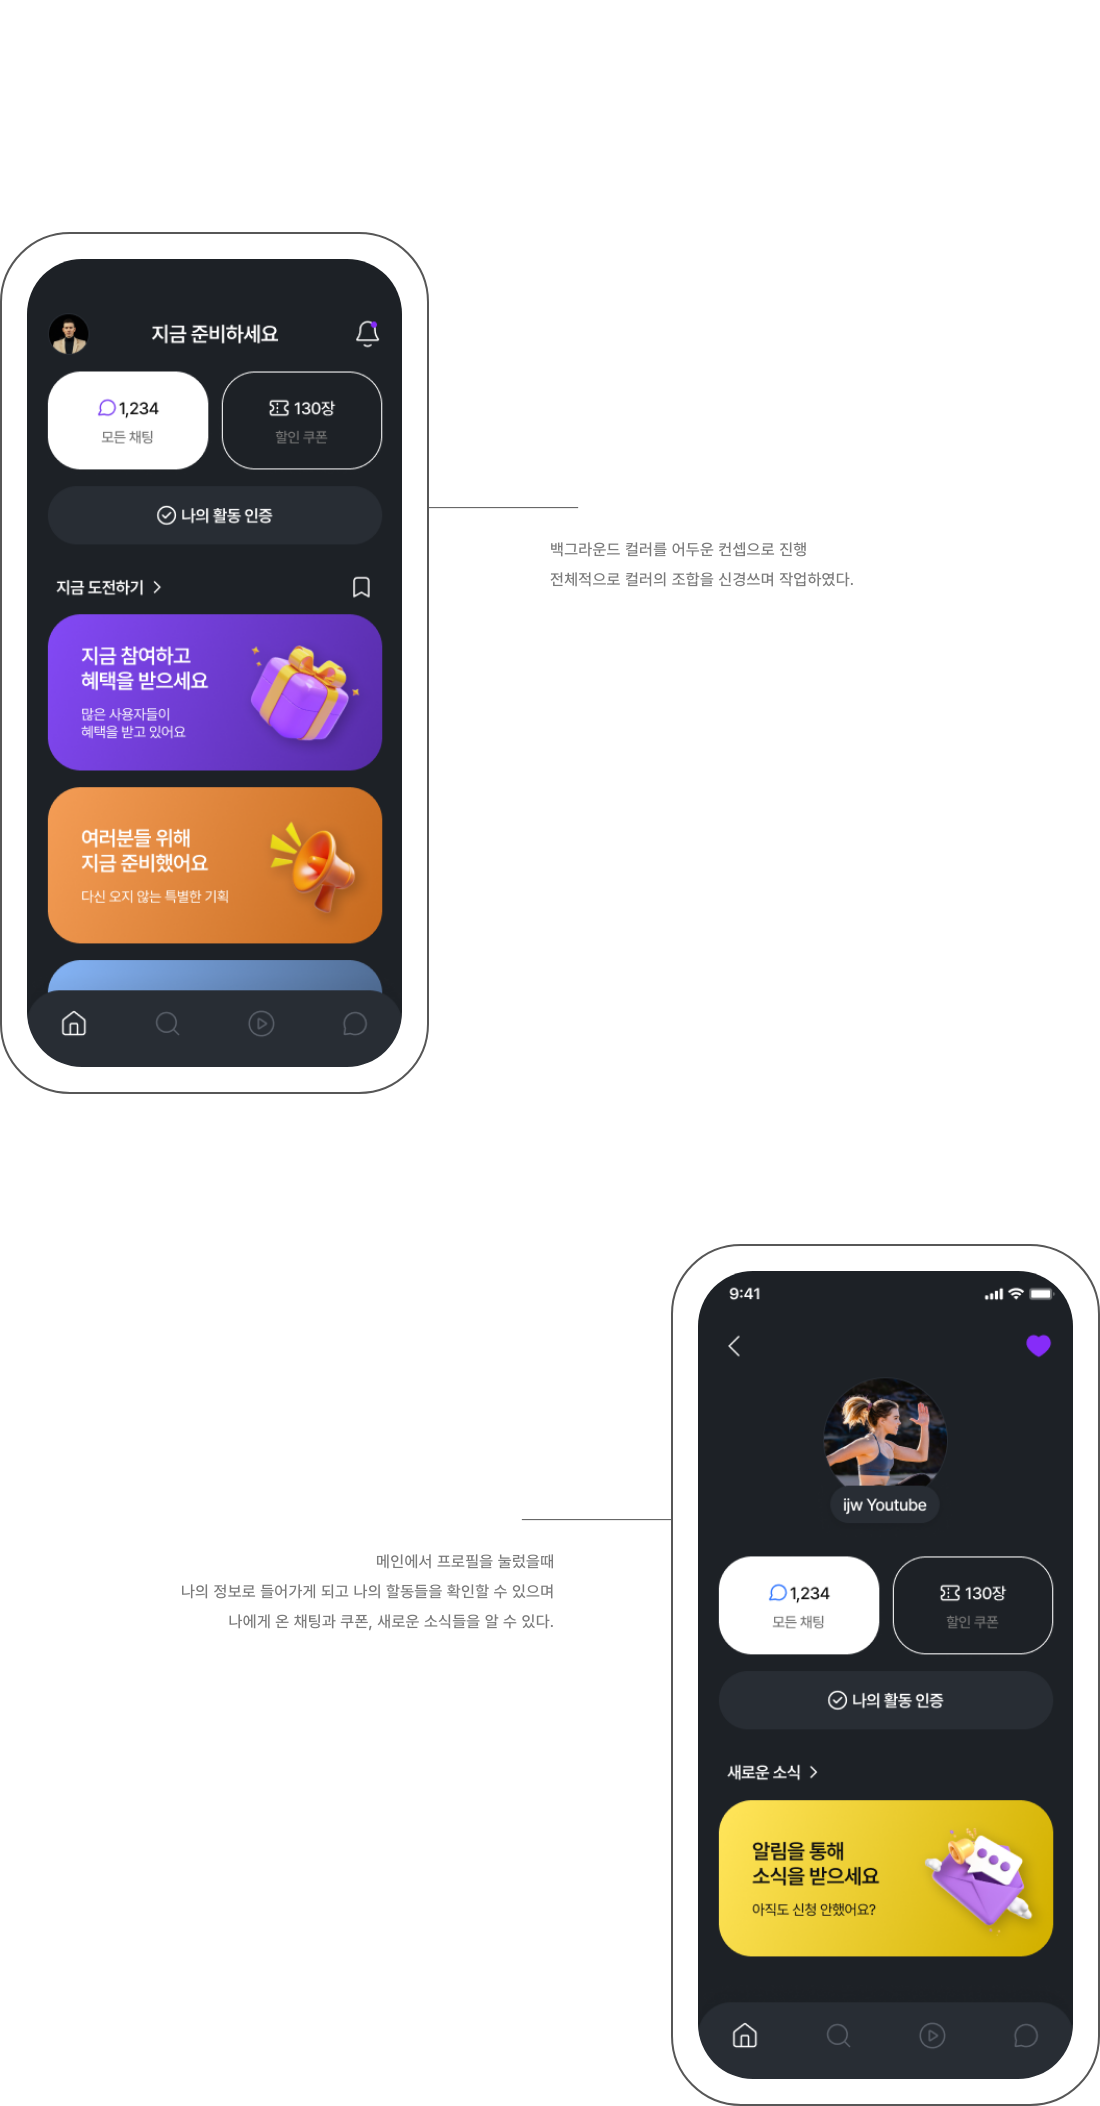 지금 준비하세요
1,234
130장
모든 채팅
할인 쿠폰
나의 활동 인증
백그라운드 컬러를 어두운 컨셉으로 진행
전체적으로 컬러의 조합을 신경쓰며 작업하였다.
지금 도전하기
지금 참여하고
혜택을 받으세요
많은 사용자들이
혜택을 받고 있어요
여러분들 위해
지금 준비했어요
다신 오지 않는 특별한 기획
9:41
ijw Youtube
메인에서 프로필을 눌렀을때
나의 정보로 들어가게 되고 나의 할동들을 확인할 수 있으며
나에게 온 채팅과 쿠폰, 새로운 소식들을 알 수 있다.
1,234
130장
모든 채팅
할인 쿠폰
나의 활동 인증
새로운 소식
알림을 통해
소식을 받으세요
아직도 신청 안했어요?